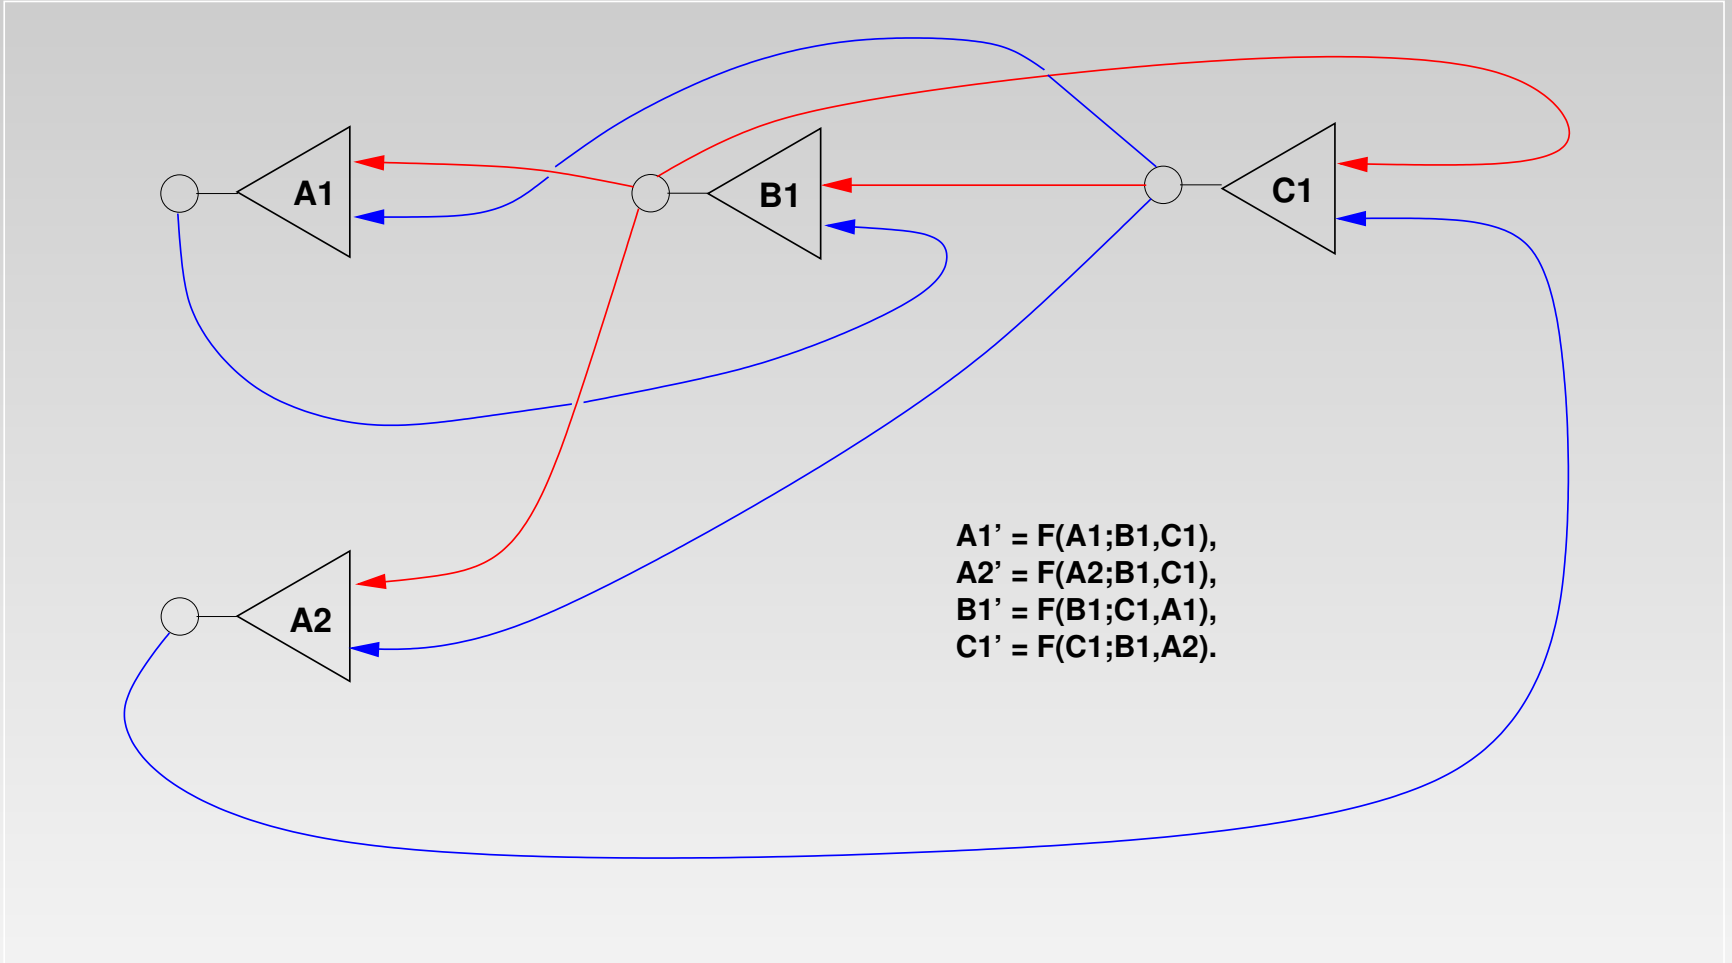 A1
B1
C1
A2
A1’ = F(A1;B1,C1),
A2’ = F(A2;B1,C1),
B1’ = F(B1;C1,A1),
C1’ = F(C1;B1,A2).